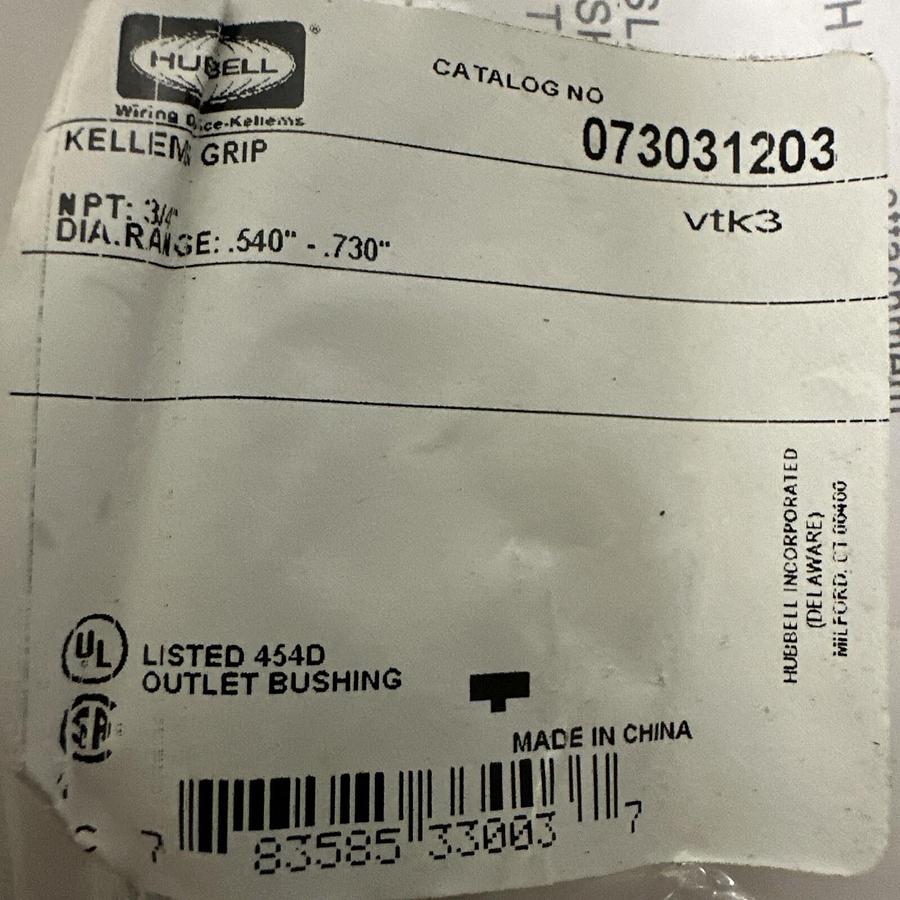 HUBBELL ®
Wiring Device-Kellems
CATALOG NO
073031203
KELLEMS GRIP
NPT: 3/4"
vtk3
DIA.RANGE: .540" - .730"
HUBBELL INCORPORATED
(DELAWARE)
MILFORD, CT
UL LISTED 454D
OUTLET BUSHING
MADE IN CHINA
7 83585 33003 7